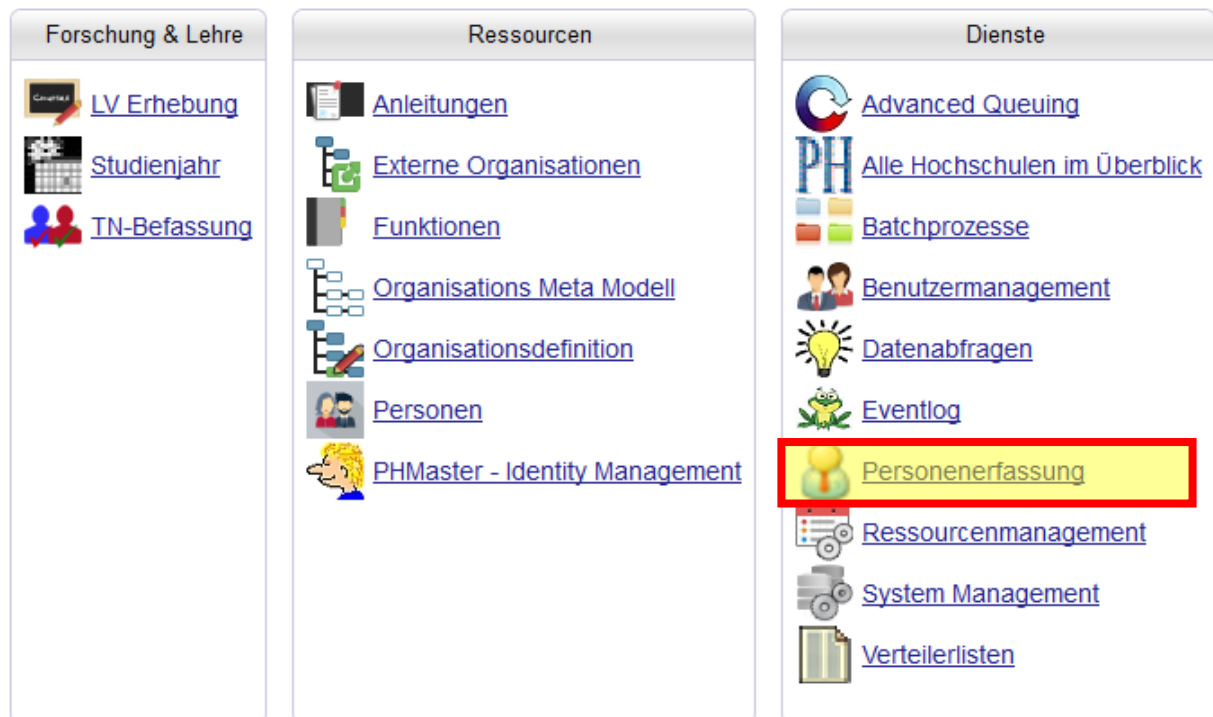 Forschung & Lehre
LV Erhebung
Studienjahr
TN-Befassung
Ressourcen
Anleitungen
Externe Organisationen
Funktionen
Organisations Meta Modell
Organisationsdefinition
Personen
PHMaster - Identity Management
Dienste
Advanced Queuing
PH
Alle Hochschulen im Überblick
Batchprozesse
Benutzermanagement
Datenabfragen
Eventlog
Personenerfassung
Ressourcenmanagement
System Management
Verteilerlisten